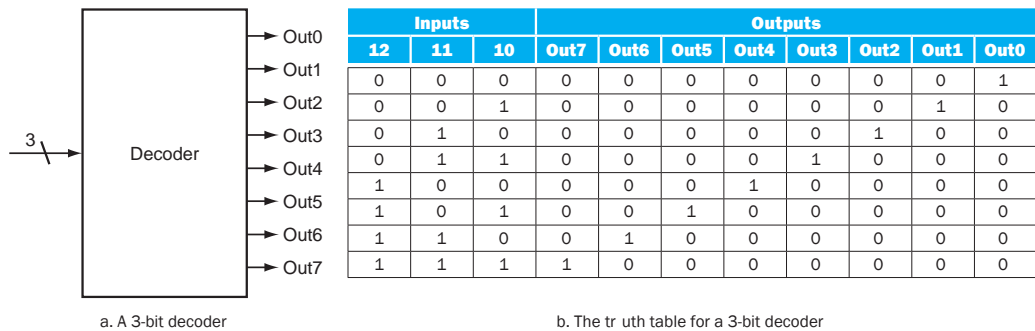 3
Decoder
Out0
Out1
Out2
Out3
Out4
Out5
Out6
Out7
a. A 3-bit decoder
Inputs Outputs
12 11 10 Out7 Out6 Out5 Out4 Out3 Out2 Out1 Out0
0 0 0 0 0 0 0 0 0 0 1
0 0 1 0 0 0 0 0 0 1 0
0 1 0 0 0 0 0 0 1 0 0
0 1 1 0 0 0 0 1 0 0 0
1 0 0 0 0 0 1 0 0 0 0
1 0 1 0 0 1 0 0 0 0 0
1 1 0 0 1 0 0 0 0 0 0
1 1 1 1 0 0 0 0 0 0 0
b. The tr uth table for a 3-bit decoder